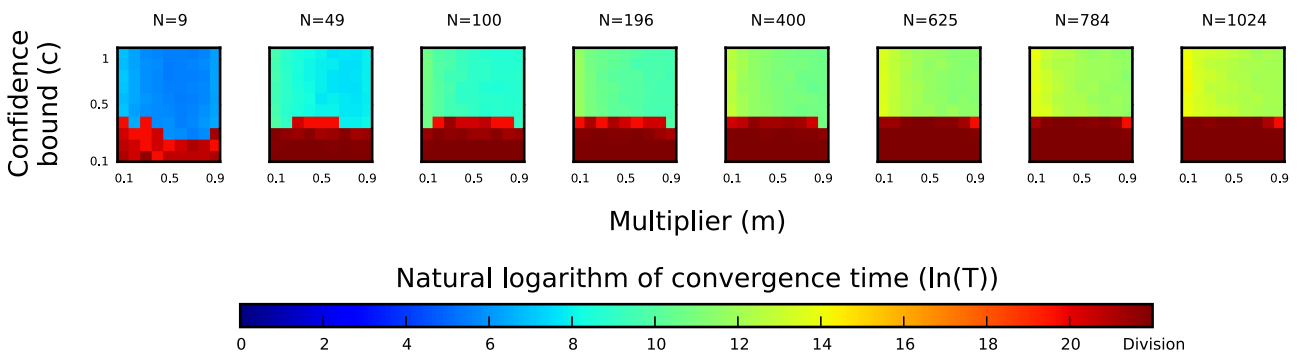 N=9 N=49 N=100 N=196 N=400 N=625 N=784 N=1024
Confidence
bound (c)
1
0.5
0.1
0.1 0.5 0.9 0.1 0.5 0.9 0.1 0.5 0.9 0.1 0.5 0.9 0.1 0.5 0.9 0.1 0.5 0.9 0.1 0.5 0.9 0.1 0.5 0.9
Multiplier (m)
Natural logarithm of convergence time (ln(T))
0 2 4 6 8 10 12 14 16 18 20 Division